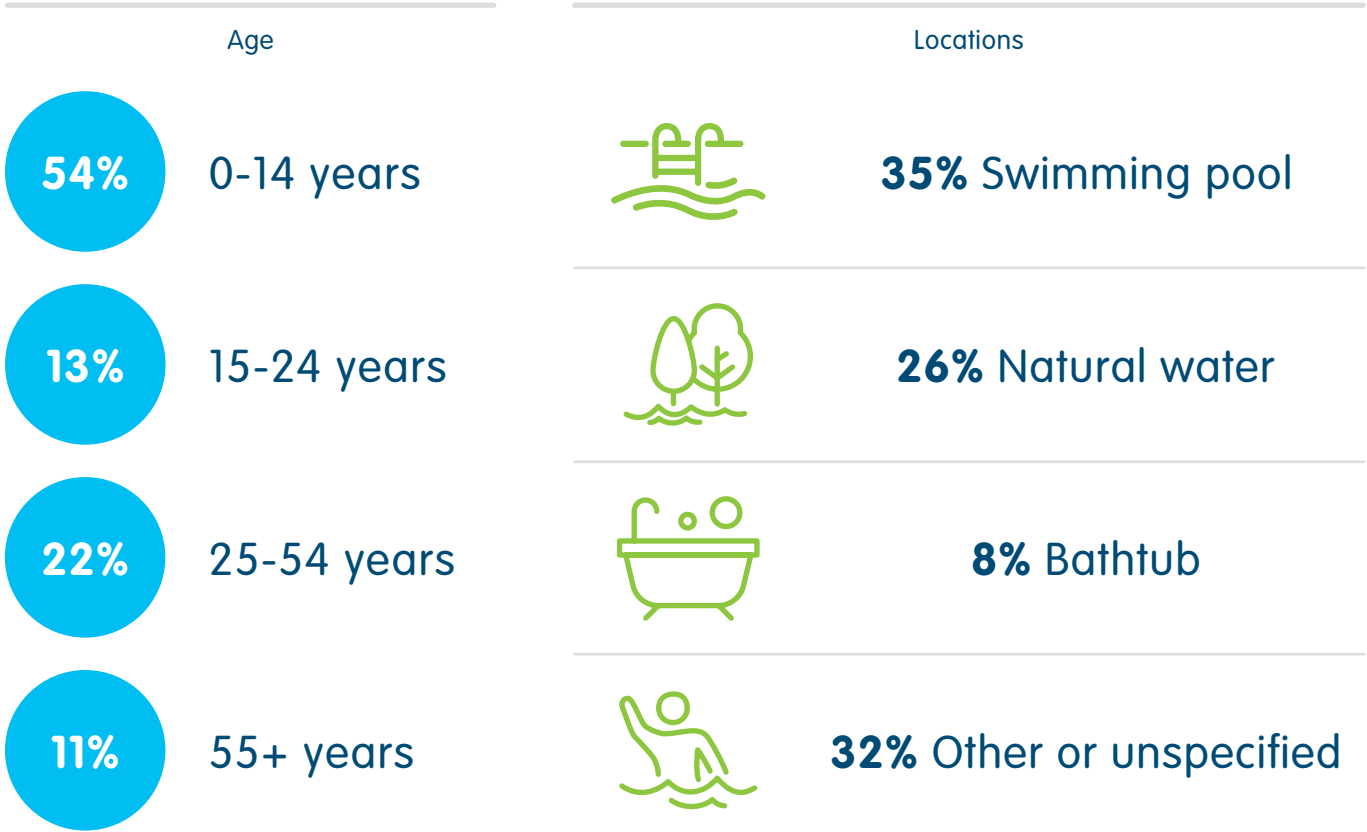 Age
54% 0-14 years
13% 15-24 years
22% 25-54 years
11% 55+ years
Locations
35% Swimming pool
26% Natural water
8% Bathtub
32% Other or unspecified